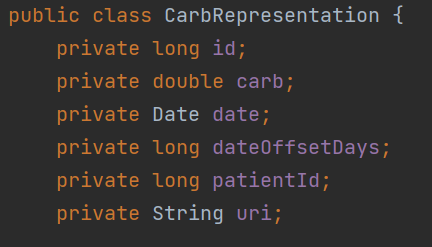 public class CarbRepresentation {
    private long id;
    private double carb;
    private Date date;
    private long dateOffsetDays;
    private long patientId;
    private String uri;